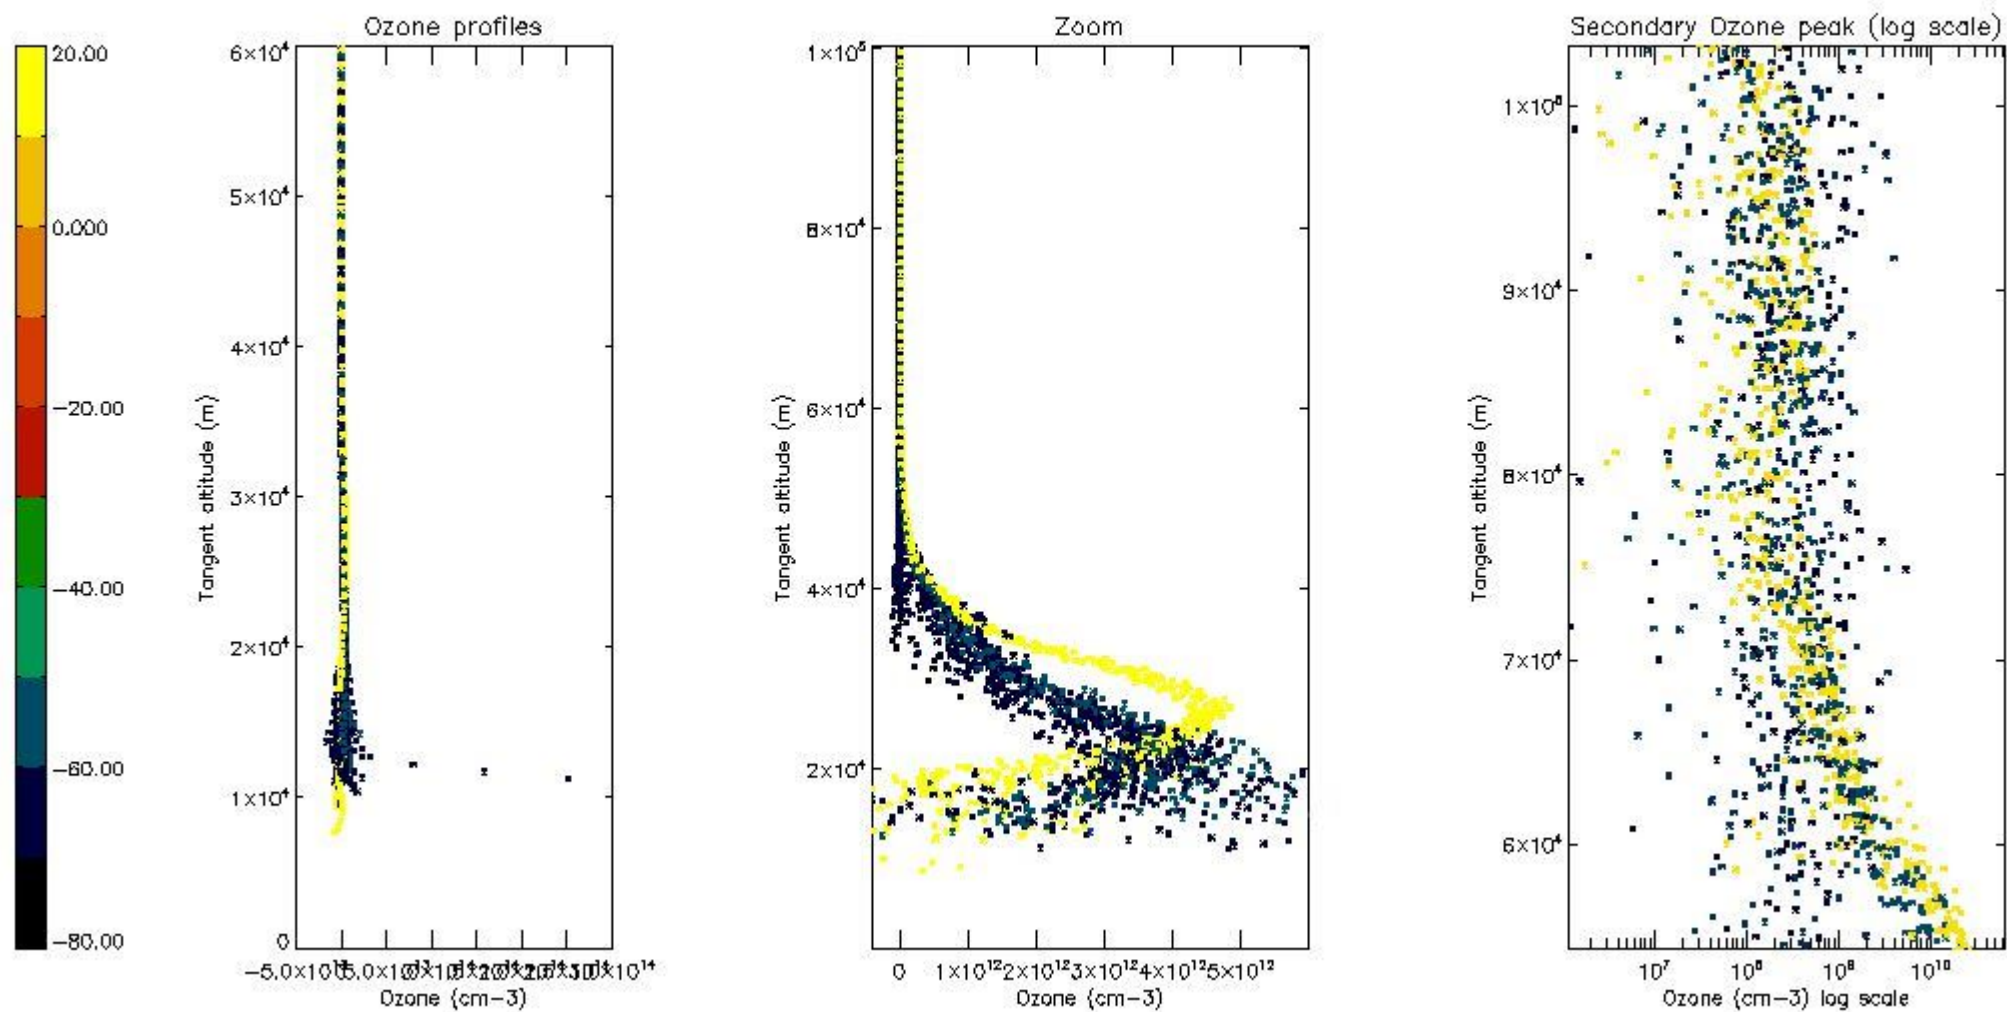 Ozone profiles
Zoom
Secondary Ozone peak (log scale)
20.00
0.000
−20.00
−40.00
−60.00
−80.00
6×10⁴
5×10⁴
4×10⁴
3×10⁴
2×10⁴
1×10⁴
0
Tangent altitude (m)
Ozone (cm−3)
1×10⁵
8×10⁴
6×10⁴
4×10⁴
2×10⁴
Tangent altitude (m)
0 1×10¹² 2×10¹² 3×10¹² 4×10¹² 5×10¹²
Ozone (cm−3)
1×10⁵
9×10⁴
8×10⁴
7×10⁴
6×10⁴
Tangent altitude (m)
10⁷ 10⁸ 10⁹ 10¹⁰
Ozone (cm−3) log scale